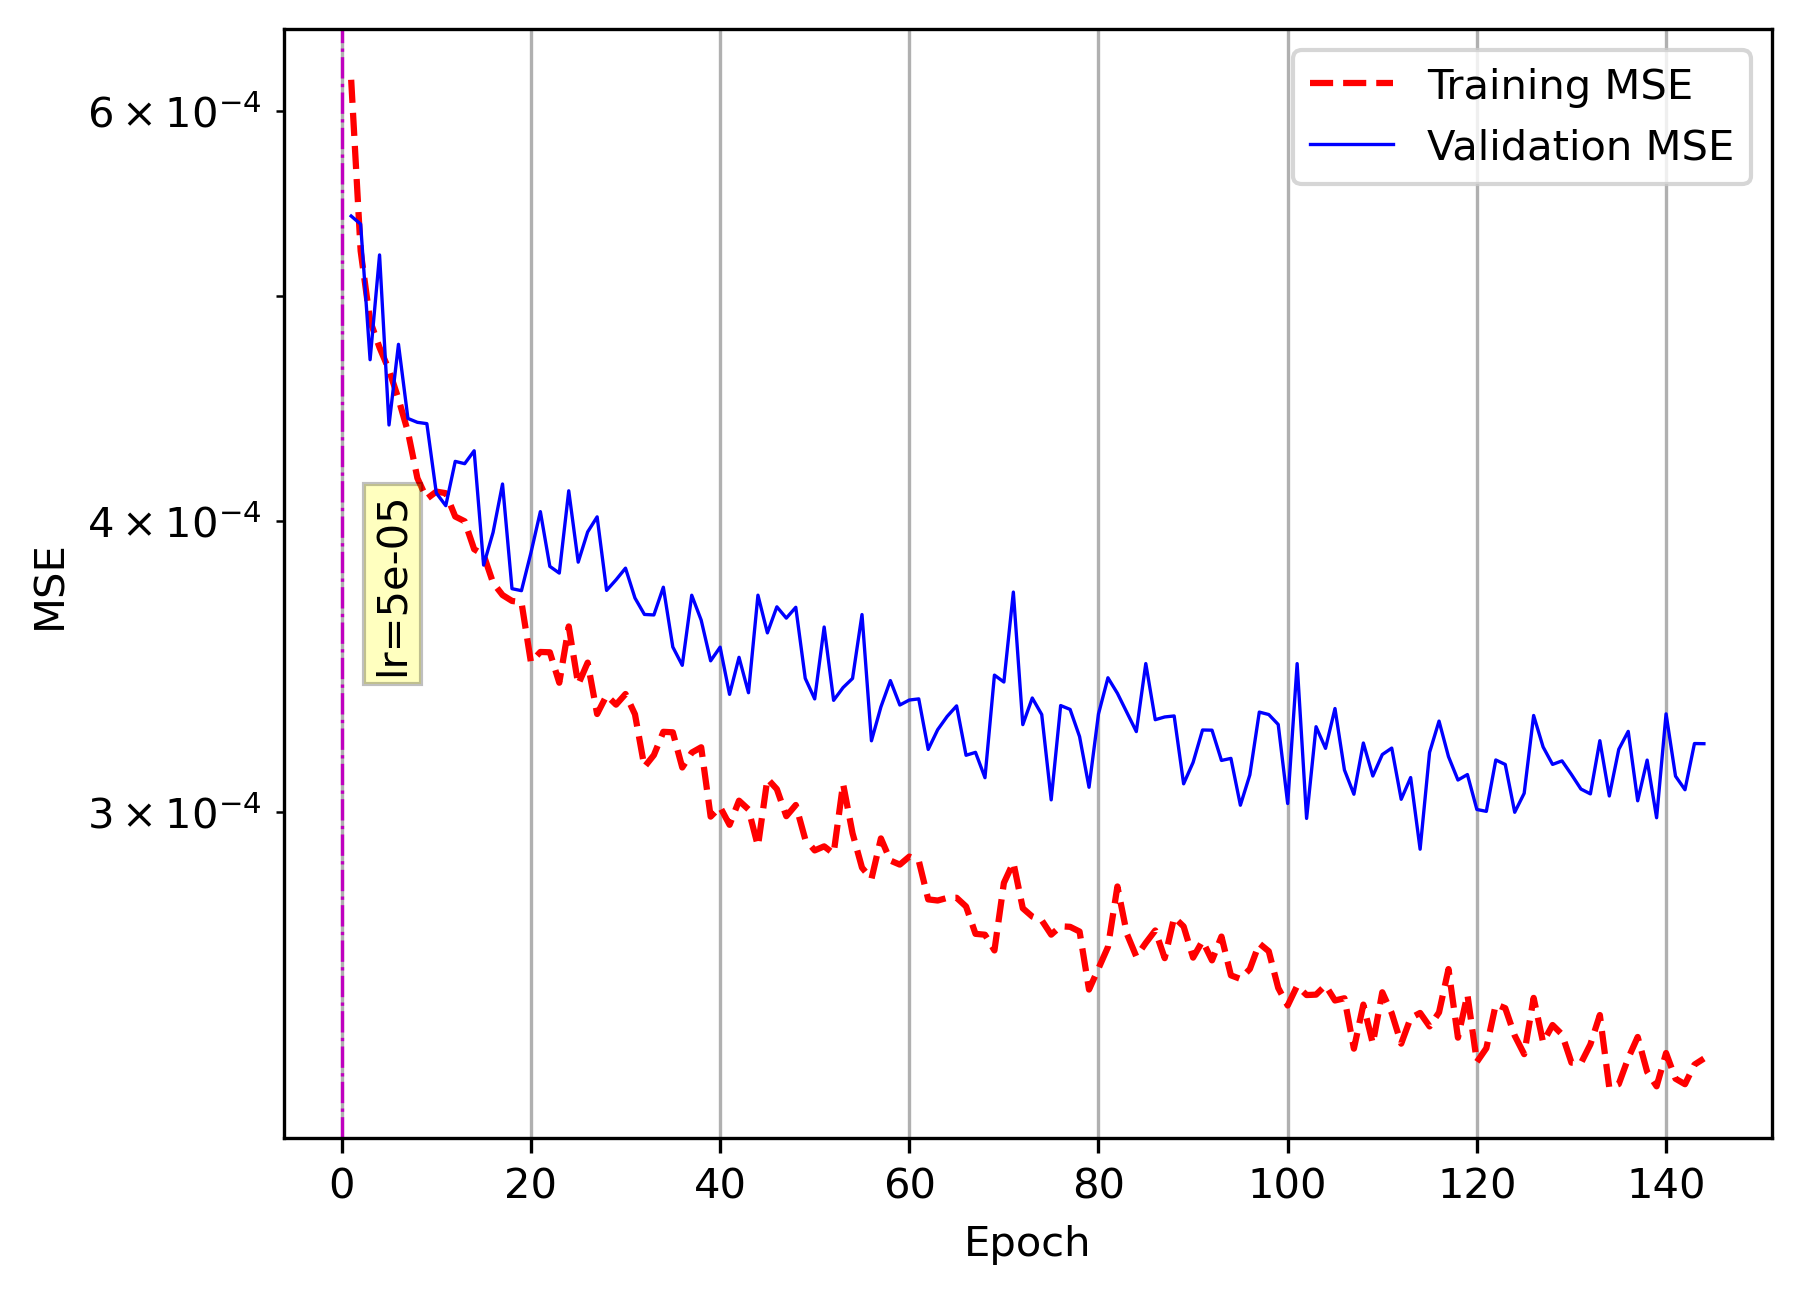 Training MSE
Validation MSE
6 × 10⁻⁴
4 × 10⁻⁴
3 × 10⁻⁴
MSE
lr=5e-05
0 20 40 60 80 100 120 140
Epoch